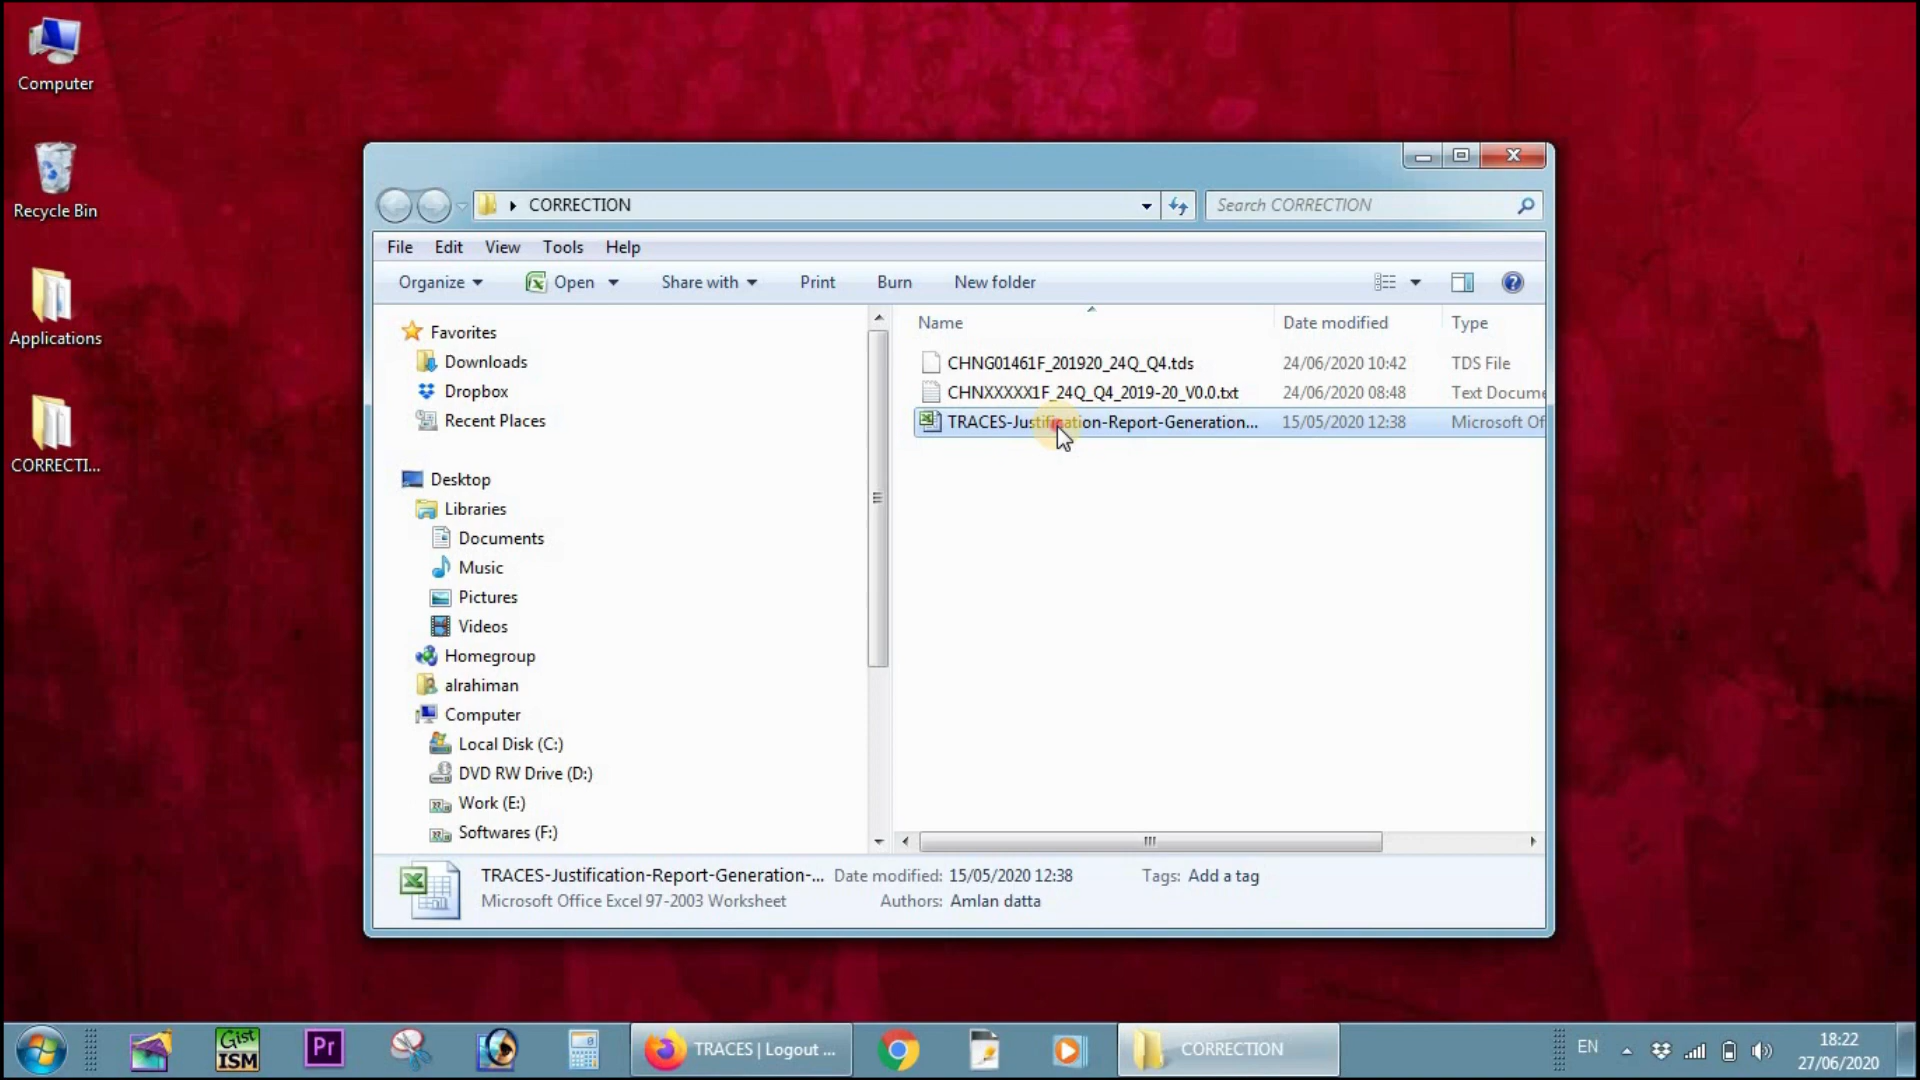 Computer
Recycle Bin
Applications
CORRECTI...
CORRECTION
Search CORRECTION
File Edit View Tools Help
Organize Open Share with Print Burn New folder
Favorites
Downloads
Dropbox
Recent Places
Desktop
Libraries
Documents
Music
Pictures
Videos
Homegroup
alrahiman
Computer
Local Disk (C:)
DVD RW Drive (D:)
Work (E:)
Softwares (F:)
Name Date modified Type
CHNG01461F_201920_24Q_Q4.tds 24/06/2020 10:42 TDS File
CHNXXXXX1F_24Q_Q4_2019-20_V0.0.txt 24/06/2020 08:48 Text Docume
TRACES-Justification-Report-Generation... 15/05/2020 12:38 Microsoft Of
TRACES-Justification-Report-Generation-... Date modified: 15/05/2020 12:38 Tags: Add a tag
Microsoft Office Excel 97-2003 Worksheet Authors: Amlan datta
Gist
ISM
Pr
TRACES | Logout ...
CORRECTION
EN
18:22
27/06/2020